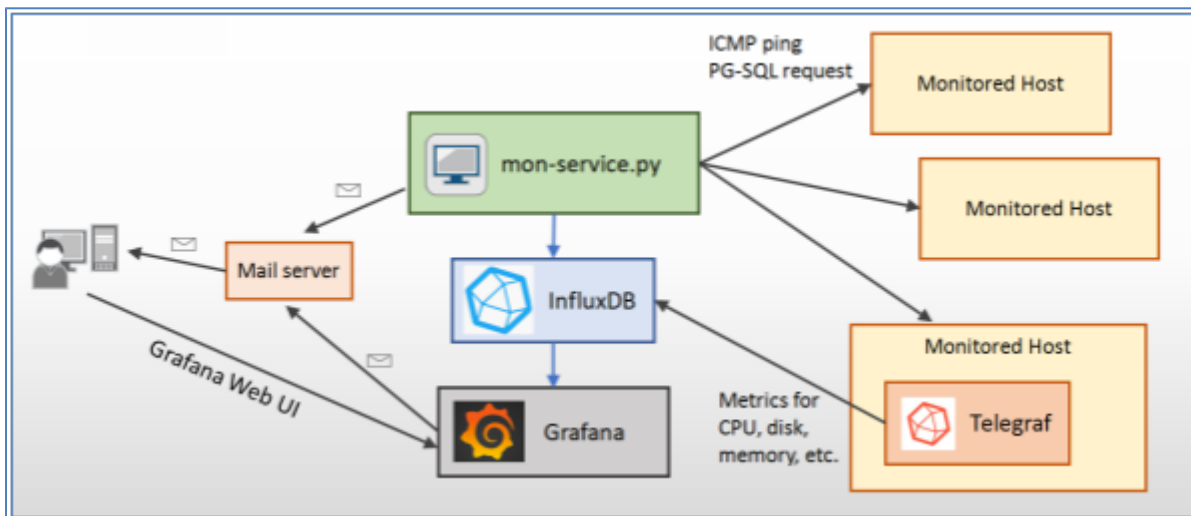 ICMP ping
PG-SQL request
Monitored Host
mon-service.py
Monitored Host
Mail server
InfluxDB
Monitored Host
Grafana Web UI
Grafana
Metrics for
CPU, disk,
memory, etc.
Telegraf